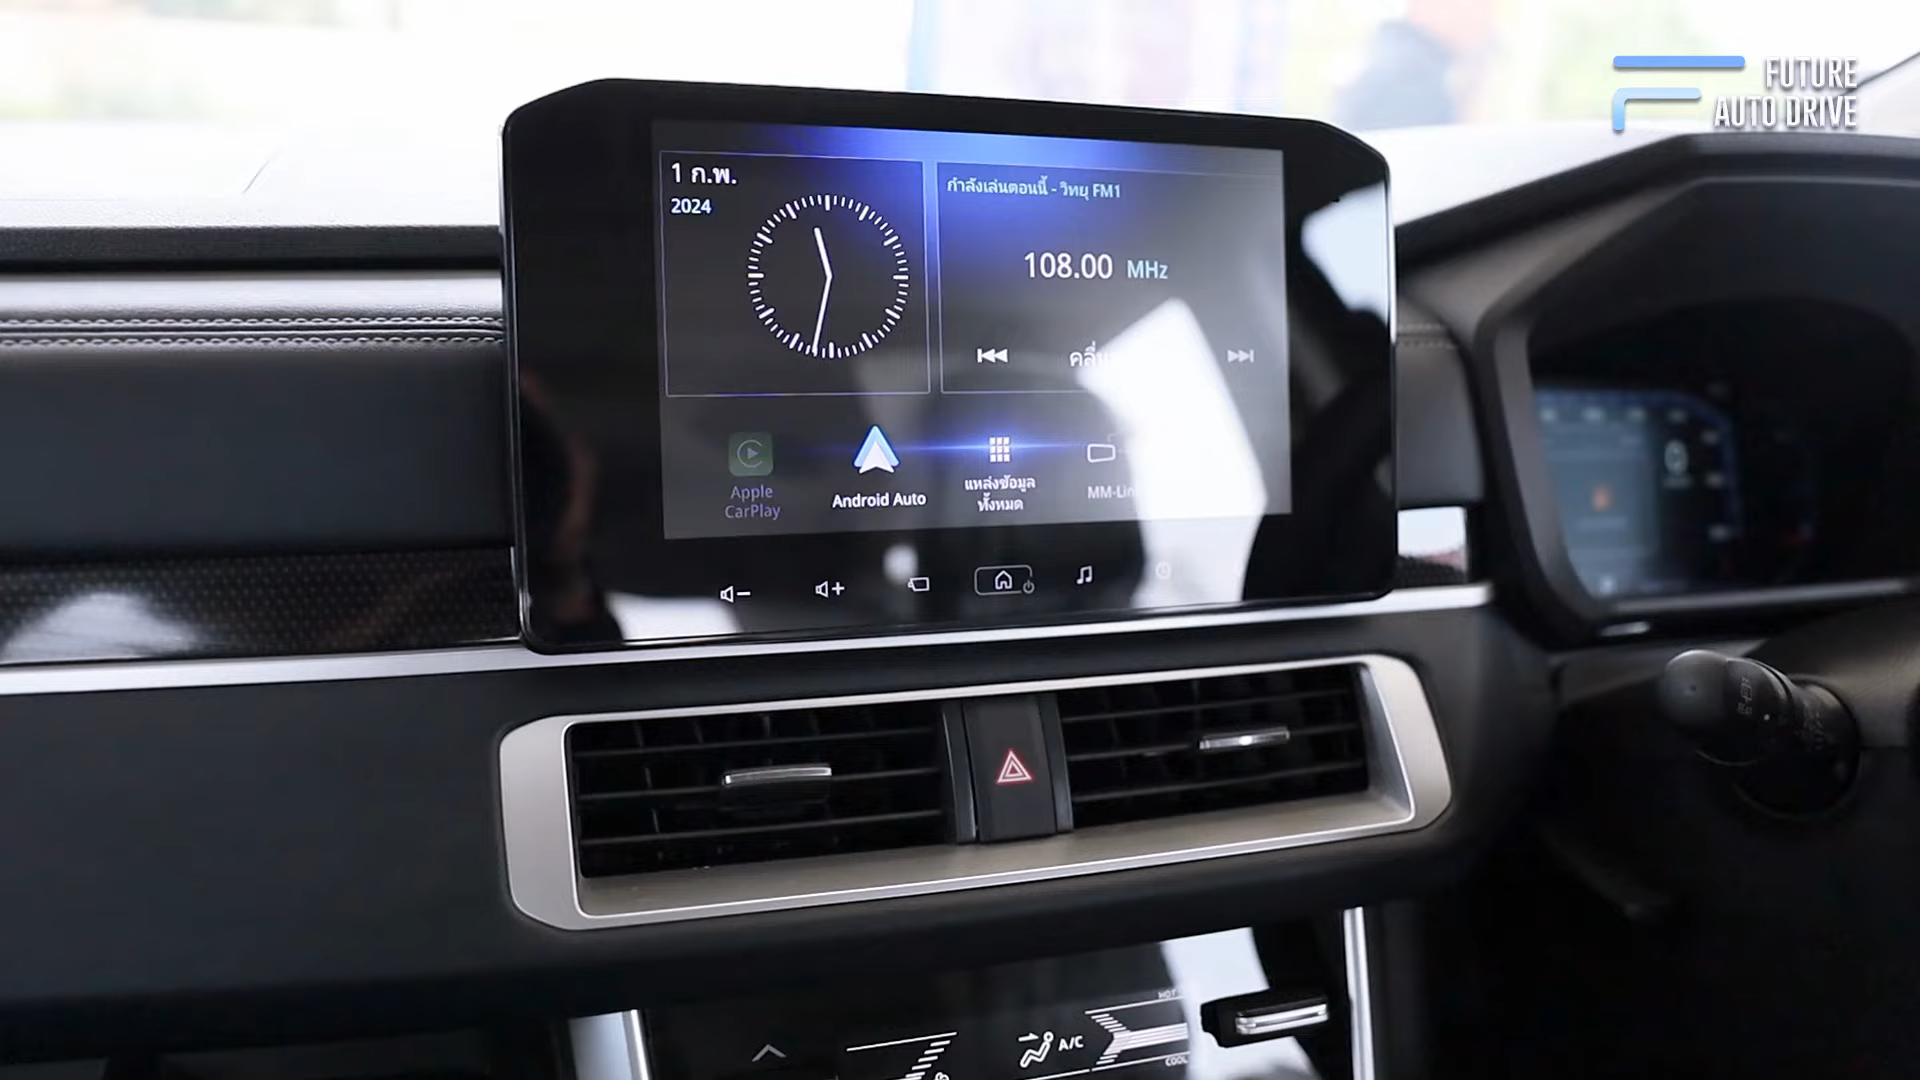 FUTURE
AUTO DRIVE
1 ก.พ.
2024
กำลังเล่นตอนนี้ - วิทยุ FM1
108.00 MHz
Apple
CarPlay
Android Auto
แหล่งข้อมูล
ทั้งหมด
A/C
HOT
COOL